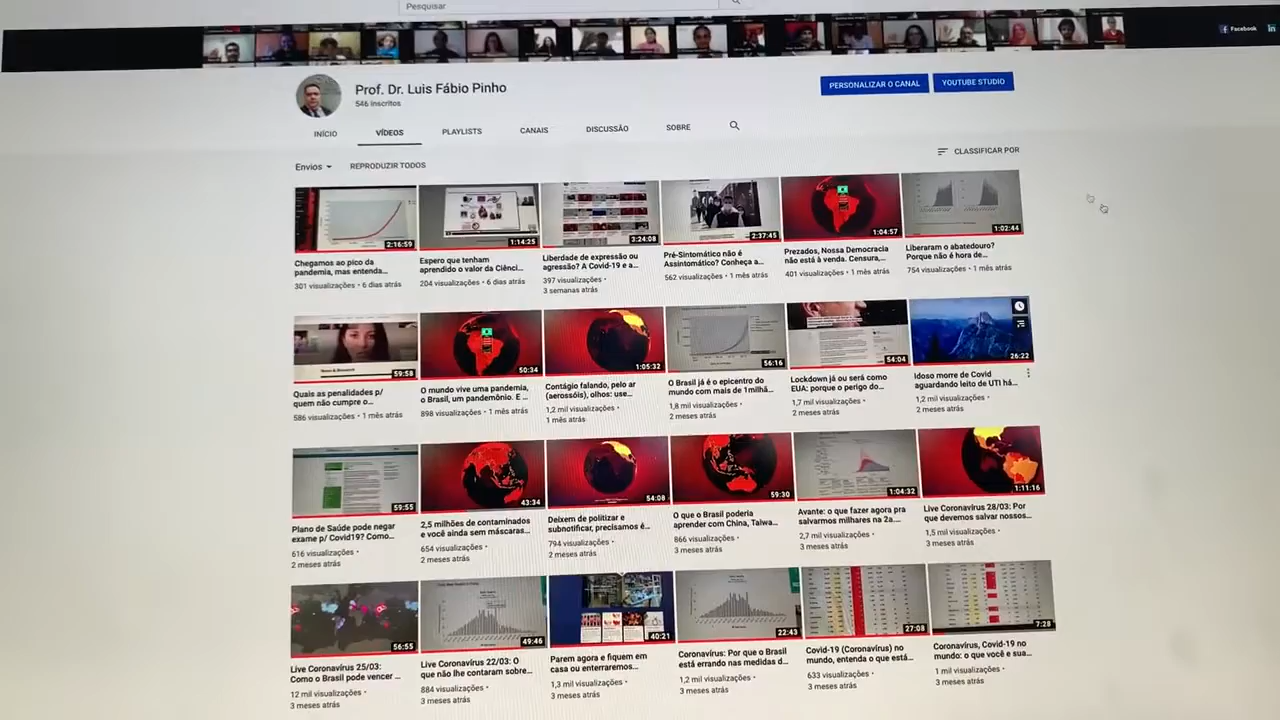 Pesquisar
Facebook
Prof. Dr. Luis Fábio Pinho
546 inscritos
PERSONALIZAR O CANAL
YOUTUBE STUDIO
INÍCIO
VÍDEOS
PLAYLISTS
CANAIS
DISCUSSÃO
SOBRE
Envios
REPRODUZIR TODOS
CLASSIFICAR POR
2:16:59
1:14:25
3:24:08
2:37:45
1:04:57
1:02:44
Chegamos ao pico da
pandemia, mas entenda...
301 visualizações • 6 dias atrás
Espero que tenham
aprendido o valor da Ciênci...
204 visualizações • 6 dias atrás
Liberdade de expressão ou
agressão? A Covid-19 e a...
397 visualizações •
3 semanas atrás
Pré-Sintomático não é
Assintomático? Conheça a...
562 visualizações • 1 mês atrás
Prezados, Nossa Democracia
não está à venda. Censura,...
401 visualizações • 1 mês atrás
Liberaram o abatedouro?
Porque não é hora de...
754 visualizações • 1 mês atrás
59:58
50:34
1:05:32
56:16
54:04
26:22
Quais as penalidades p/
quem não cumpre o...
586 visualizações • 1 mês atrás
O mundo vive uma pandemia,
o Brasil, um pandemônio. E ...
898 visualizações • 1 mês atrás
Contágio falando, pelo ar
(aerossóis), olhos: use...
1,2 mil visualizações •
1 mês atrás
O Brasil já é o epicentro do
mundo com mais de 1milhã...
1,8 mil visualizações •
2 meses atrás
Lockdown já ou será como
EUA: porque o perigo do...
1,7 mil visualizações •
2 meses atrás
Idoso morre de Covid
aguardando leito de UTI há...
1,2 mil visualizações •
2 meses atrás
59:55
43:34
54:08
59:30
1:04:32
1:11:16
Plano de Saúde pode negar
exame p/ Covid19? Como...
616 visualizações •
2 meses atrás
2,5 milhões de contaminados
e você ainda sem máscaras...
654 visualizações •
2 meses atrás
Deixem de politizar e
subnotificar, precisamos é...
794 visualizações •
2 meses atrás
O que o Brasil poderia
aprender com China, Taiwa...
866 visualizações •
3 meses atrás
Avante: o que fazer agora pra
salvarmos milhares na 2a....
2,7 mil visualizações •
3 meses atrás
Live Coronavírus 28/03: Por
que devemos salvar nossos...
1,5 mil visualizações •
3 meses atrás
56:55
49:46
40:21
22:43
27:08
7:28
Live Coronavírus 25/03:
Como o Brasil pode vencer ...
12 mil visualizações •
3 meses atrás
Live Coronavírus 22/03: O
que não lhe contaram sobre...
884 visualizações •
3 meses atrás
Parem agora e fiquem em
casa ou enterraremos...
1,3 mil visualizações •
3 meses atrás
Coronavírus: Por que o Brasil
está errando nas medidas d...
1,2 mil visualizações •
3 meses atrás
Covid-19 (Coronavírus) no
mundo, entenda o que está...
633 visualizações •
3 meses atrás
Coronavírus, Covid-19 no
mundo: o que você e sua...
1 mil visualizações •
3 meses atrás